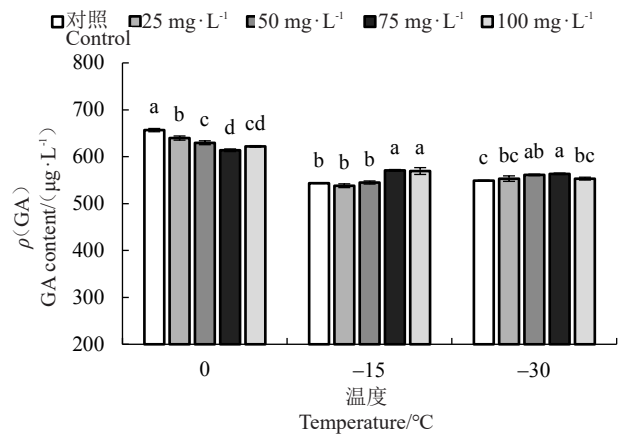 对照 25 mg·L⁻¹ 50 mg·L⁻¹ 75 mg·L⁻¹ 100 mg·L⁻¹
Control
800
700
600
500
400
300
200
ρ(GA)
GA content/(μg·L⁻¹)
a b c d cd
b b b a a
c bc ab a bc
0 −15 −30
温度
Temperature/℃